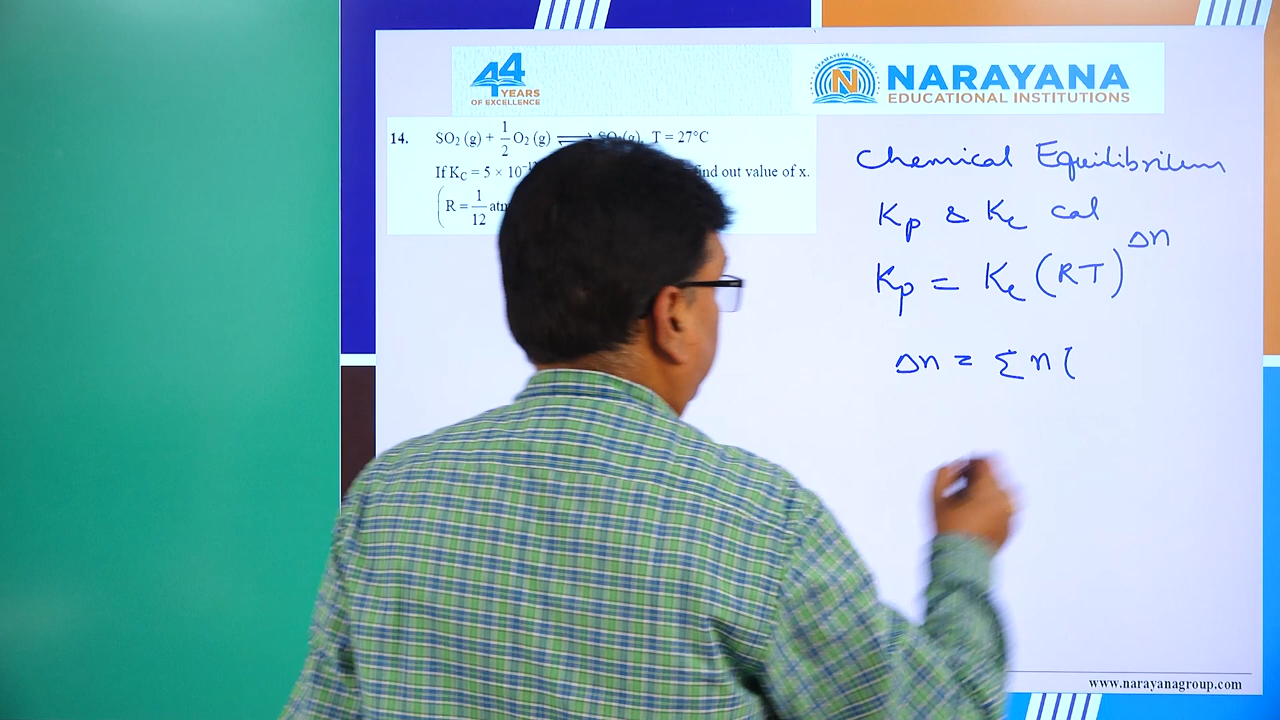 44
YEARS
OF EXCELLENCE
SYAMAYEVA JAYATHE
N
NARAYANA
EDUCATIONAL INSTITUTIONS
14. SO₂ (g) + 1/2 O₂ (g) ⇌ (g), T = 27°C
If K_C = 5 × 10 find out value of x.
(R = 1/12 atm
Chemical Equilibrium
Kp & Kc cal
Kp = Kc (RT)^Δn
Δn = Σn (
www.narayanagroup.com